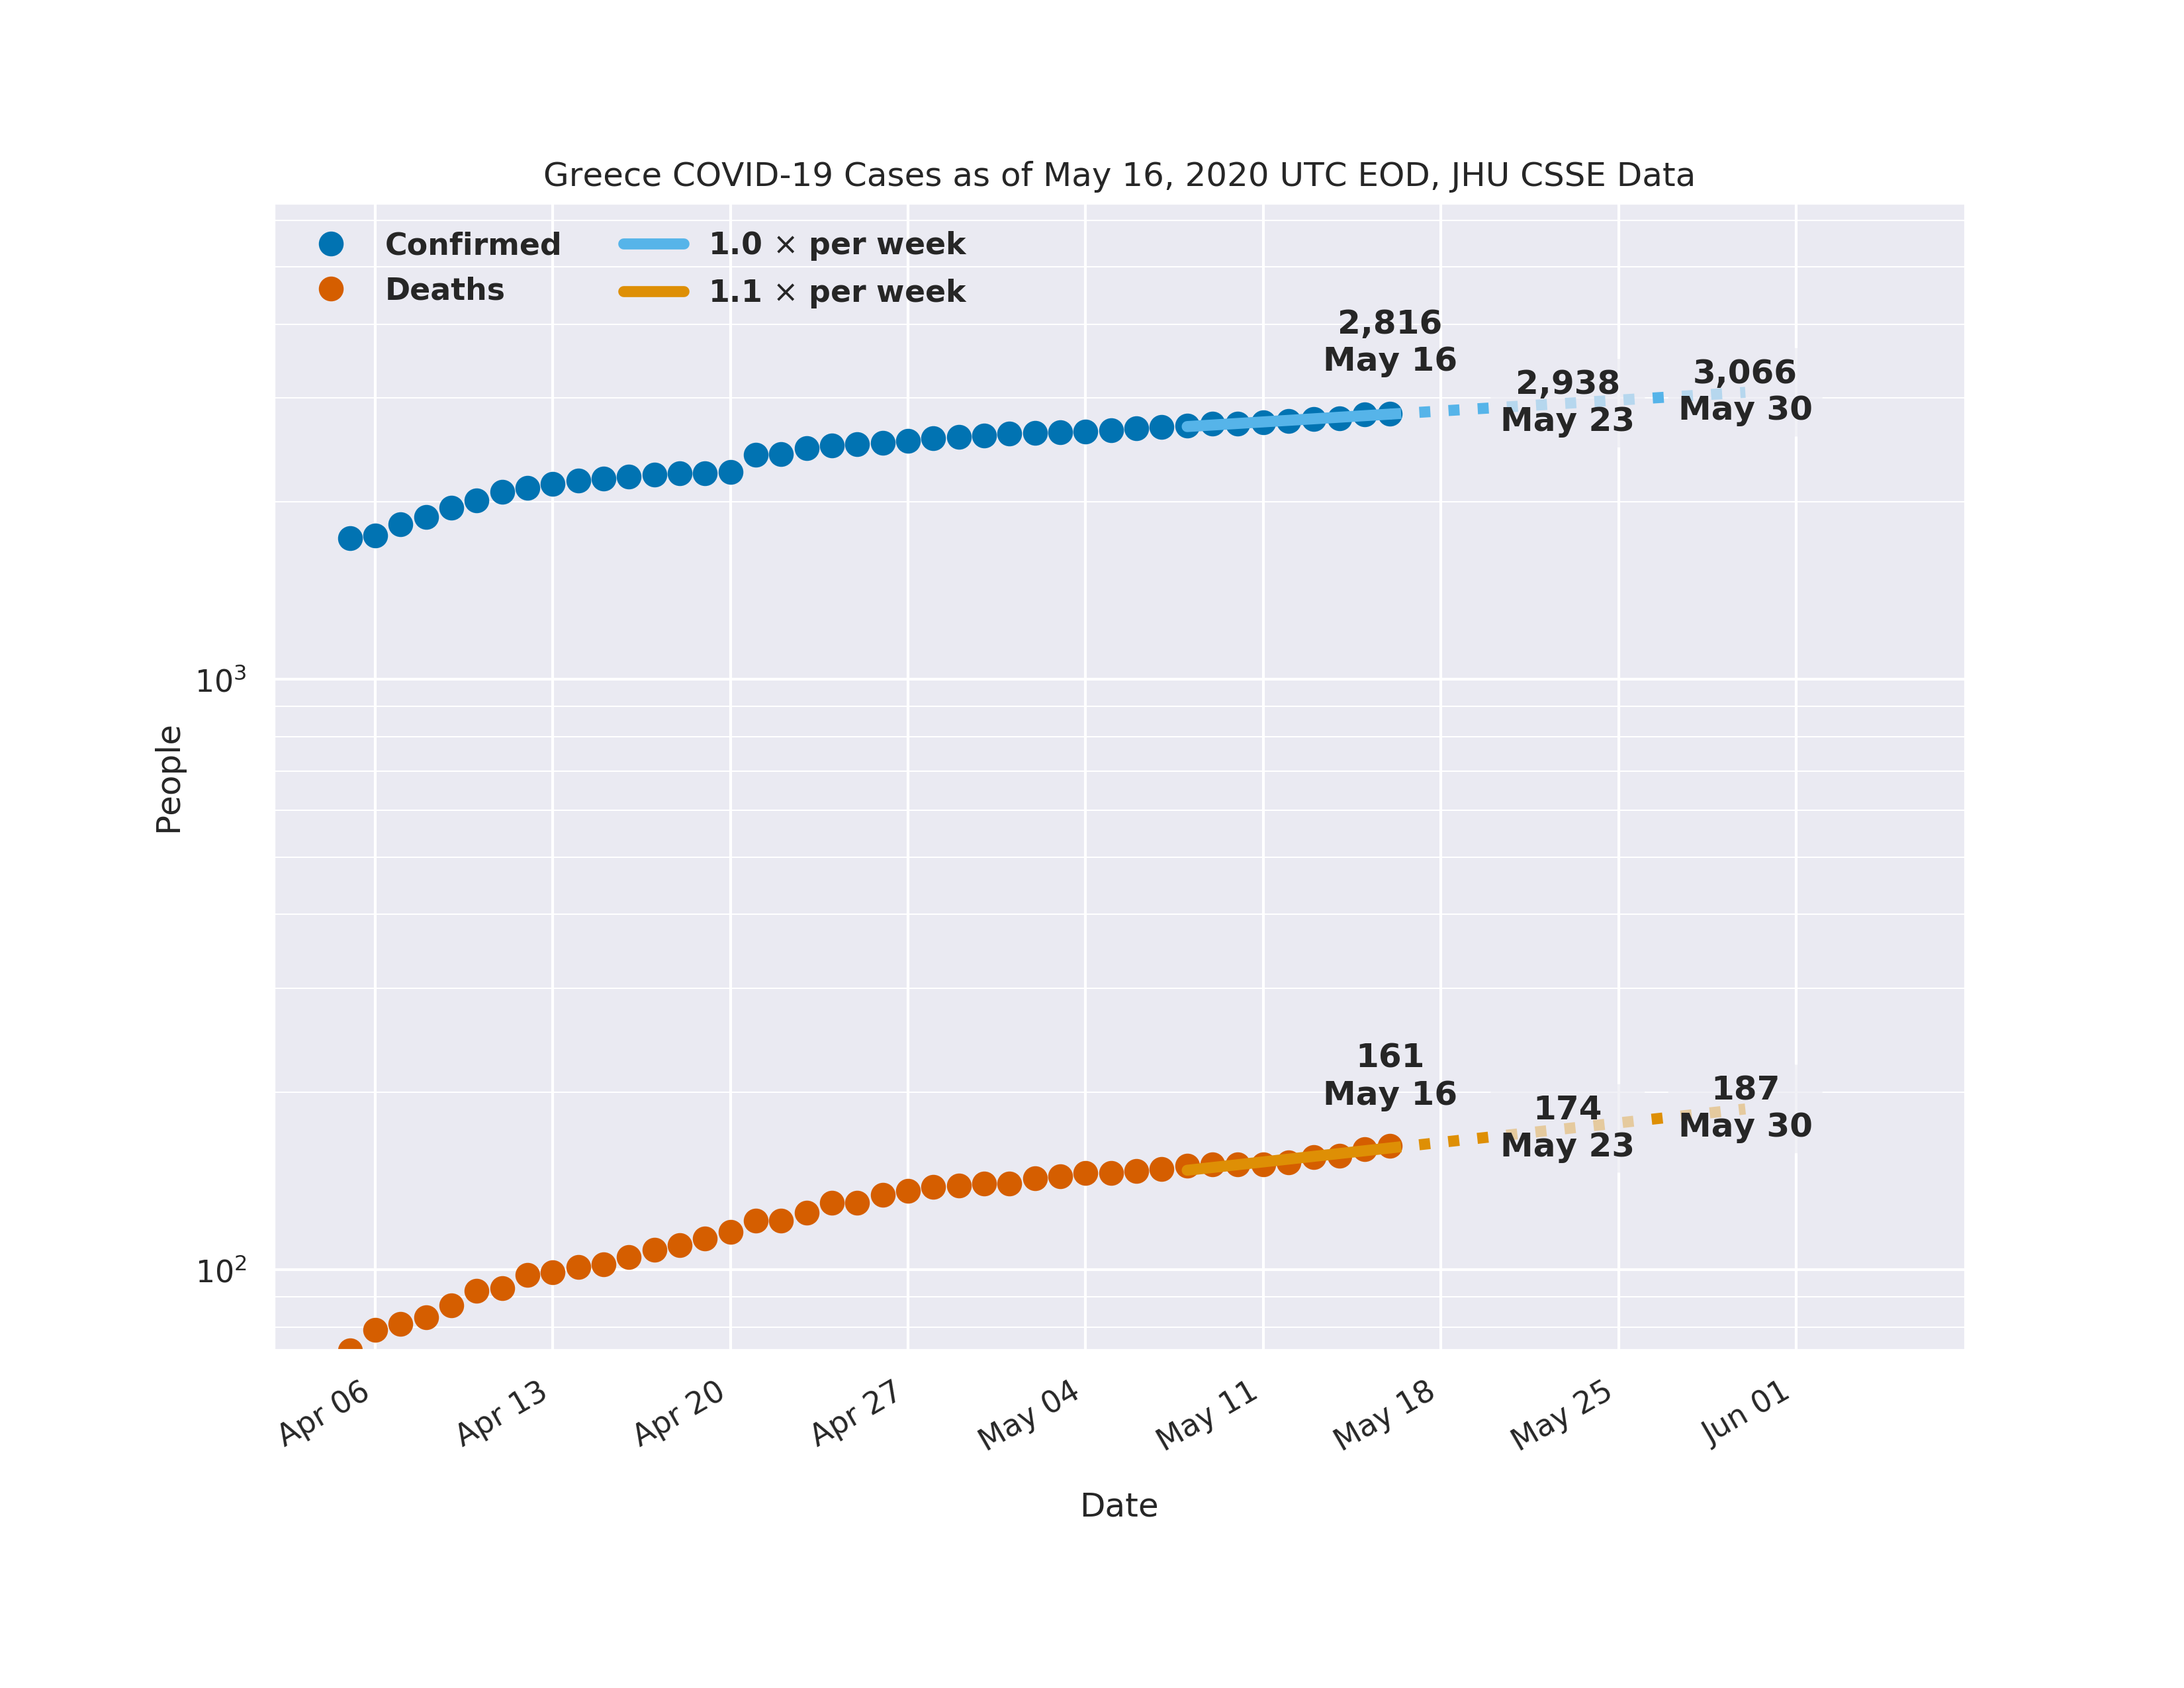 Greece COVID-19 Cases as of May 16, 2020 UTC EOD, JHU CSSE Data
Confirmed
Deaths
1.0 × per week
1.1 × per week
2,816
May 16
2,938
May 23
3,066
May 30
10³
People
161
May 16
174
May 23
187
May 30
10²
Apr 06
Apr 13
Apr 20
Apr 27
May 04
May 11
May 18
May 25
Jun 01
Date